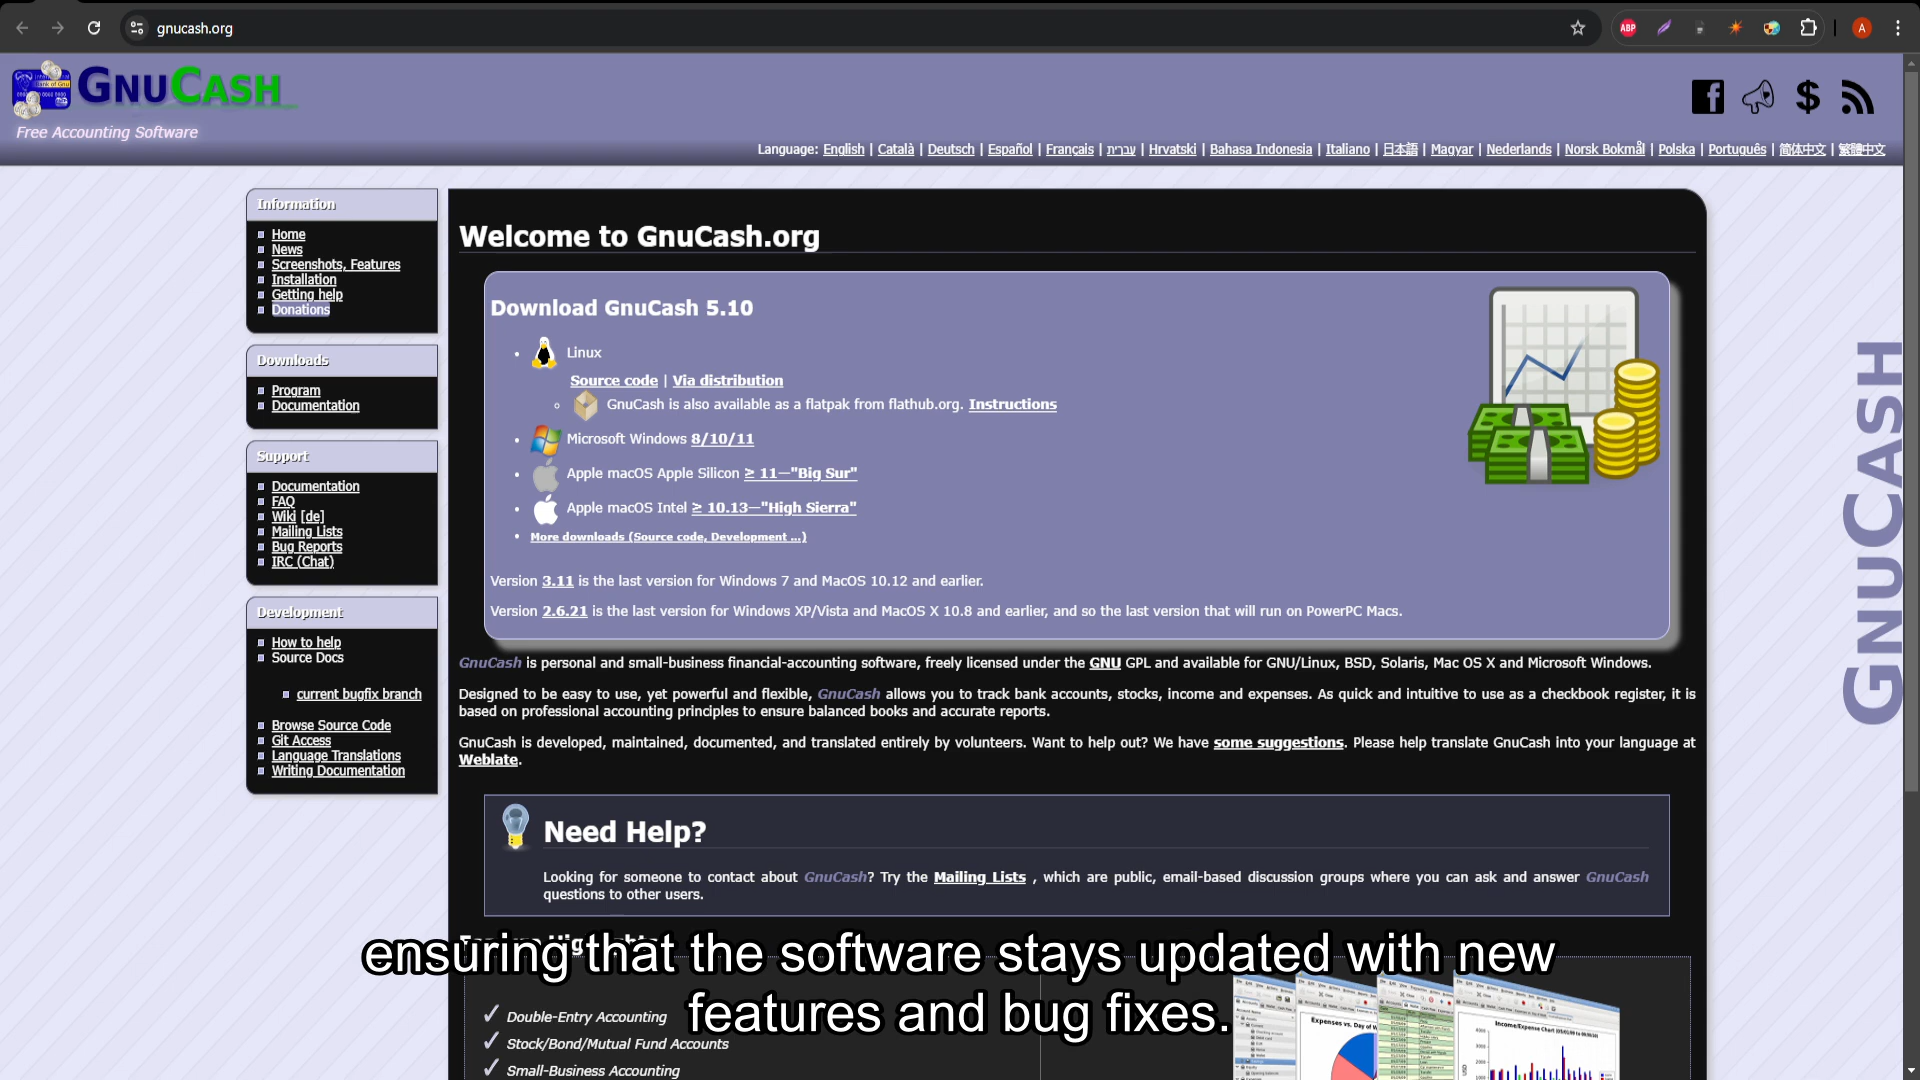 gnucash.org
ABP
A
GNUCASH
Free Accounting Software
Language: English | Català | Deutsch | Español | Français | עברית | Hrvatski | Bahasa Indonesia | Italiano | 日本語 | Magyar | Nederlands | Norsk Bokmål | Polska | Português | 简体中文 | 繁體中文
Information
Home
News
Screenshots, Features
Installation
Getting help
Donations
Downloads
Program
Documentation
Support
Documentation
FAQ
Wiki [de]
Mailing Lists
Bug Reports
IRC (Chat)
Development
How to help
Source Docs
current bugfix branch
Browse Source Code
Git Access
Language Translations
Writing Documentation
Welcome to GnuCash.org
Download GnuCash 5.10
Linux
Source code | Via distribution
GnuCash is also available as a flatpak from flathub.org. Instructions
Microsoft Windows 8/10/11
Apple macOS Apple Silicon ≥ 11—"Big Sur"
Apple macOS Intel ≥ 10.13—"High Sierra"
More downloads (Source code, Development ...)
Version 3.11 is the last version for Windows 7 and MacOS 10.12 and earlier.
Version 2.6.21 is the last version for Windows XP/Vista and MacOS X 10.8 and earlier, and so the last version that will run on PowerPC Macs.
GnuCash is personal and small-business financial-accounting software, freely licensed under the GNU GPL and available for GNU/Linux, BSD, Solaris, Mac OS X and Microsoft Windows.
Designed to be easy to use, yet powerful and flexible, GnuCash allows you to track bank accounts, stocks, income and expenses. As quick and intuitive to use as a checkbook register, it is
based on professional accounting principles to ensure balanced books and accurate reports.
GnuCash is developed, maintained, documented, and translated entirely by volunteers. Want to help out? We have some suggestions. Please help translate GnuCash into your language at
Weblate.
Need Help?
Looking for someone to contact about GnuCash? Try the Mailing Lists , which are public, email-based discussion groups where you can ask and answer GnuCash
questions to other users.
ensuring that the software stays updated with new
features and bug fixes.
Double-Entry Accounting
Stock/Bond/Mutual Fund Accounts
Small-Business Accounting
Expenses vs. Day of W
Income/Expense Chart
GNUCASH